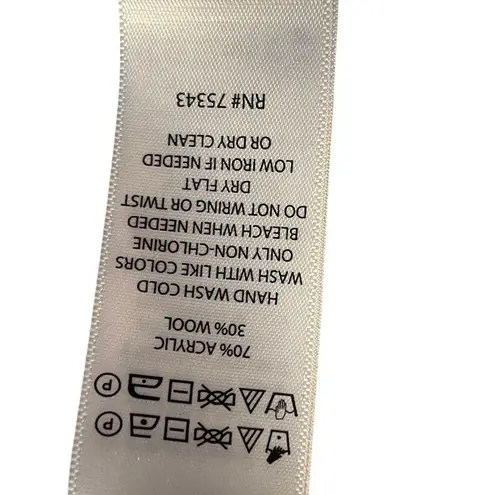 70% ACRYLIC
30% WOOL
HAND WASH COLD
WASH WITH LIKE COLORS
ONLY NON-CHLORINE
BLEACH WHEN NEEDED
DO NOT WRING OR TWIST
DRY FLAT
LOW IRON IF NEEDED
OR DRY CLEAN
RN# 75343